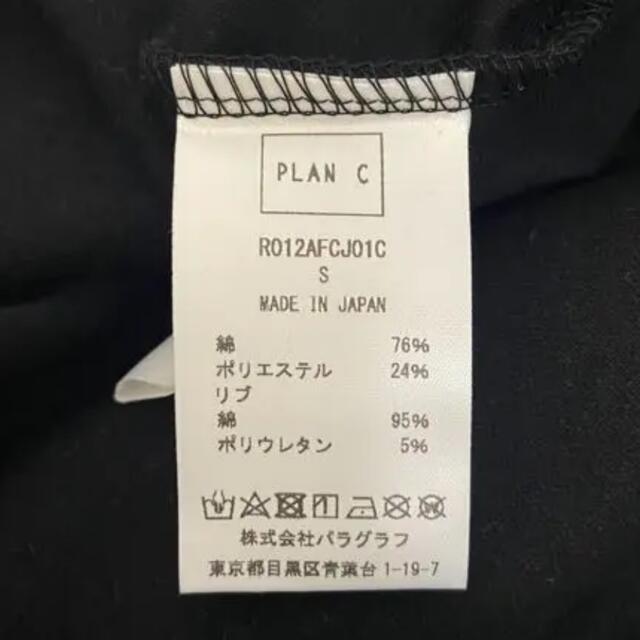 PLAN C
R012AFCJ01C
S
MADE IN JAPAN
綿 76%
ポリエステル 24%
リブ
綿 95%
ポリウレタン 5%
株式会社パラグラフ
東京都目黒区青葉台1-19-7